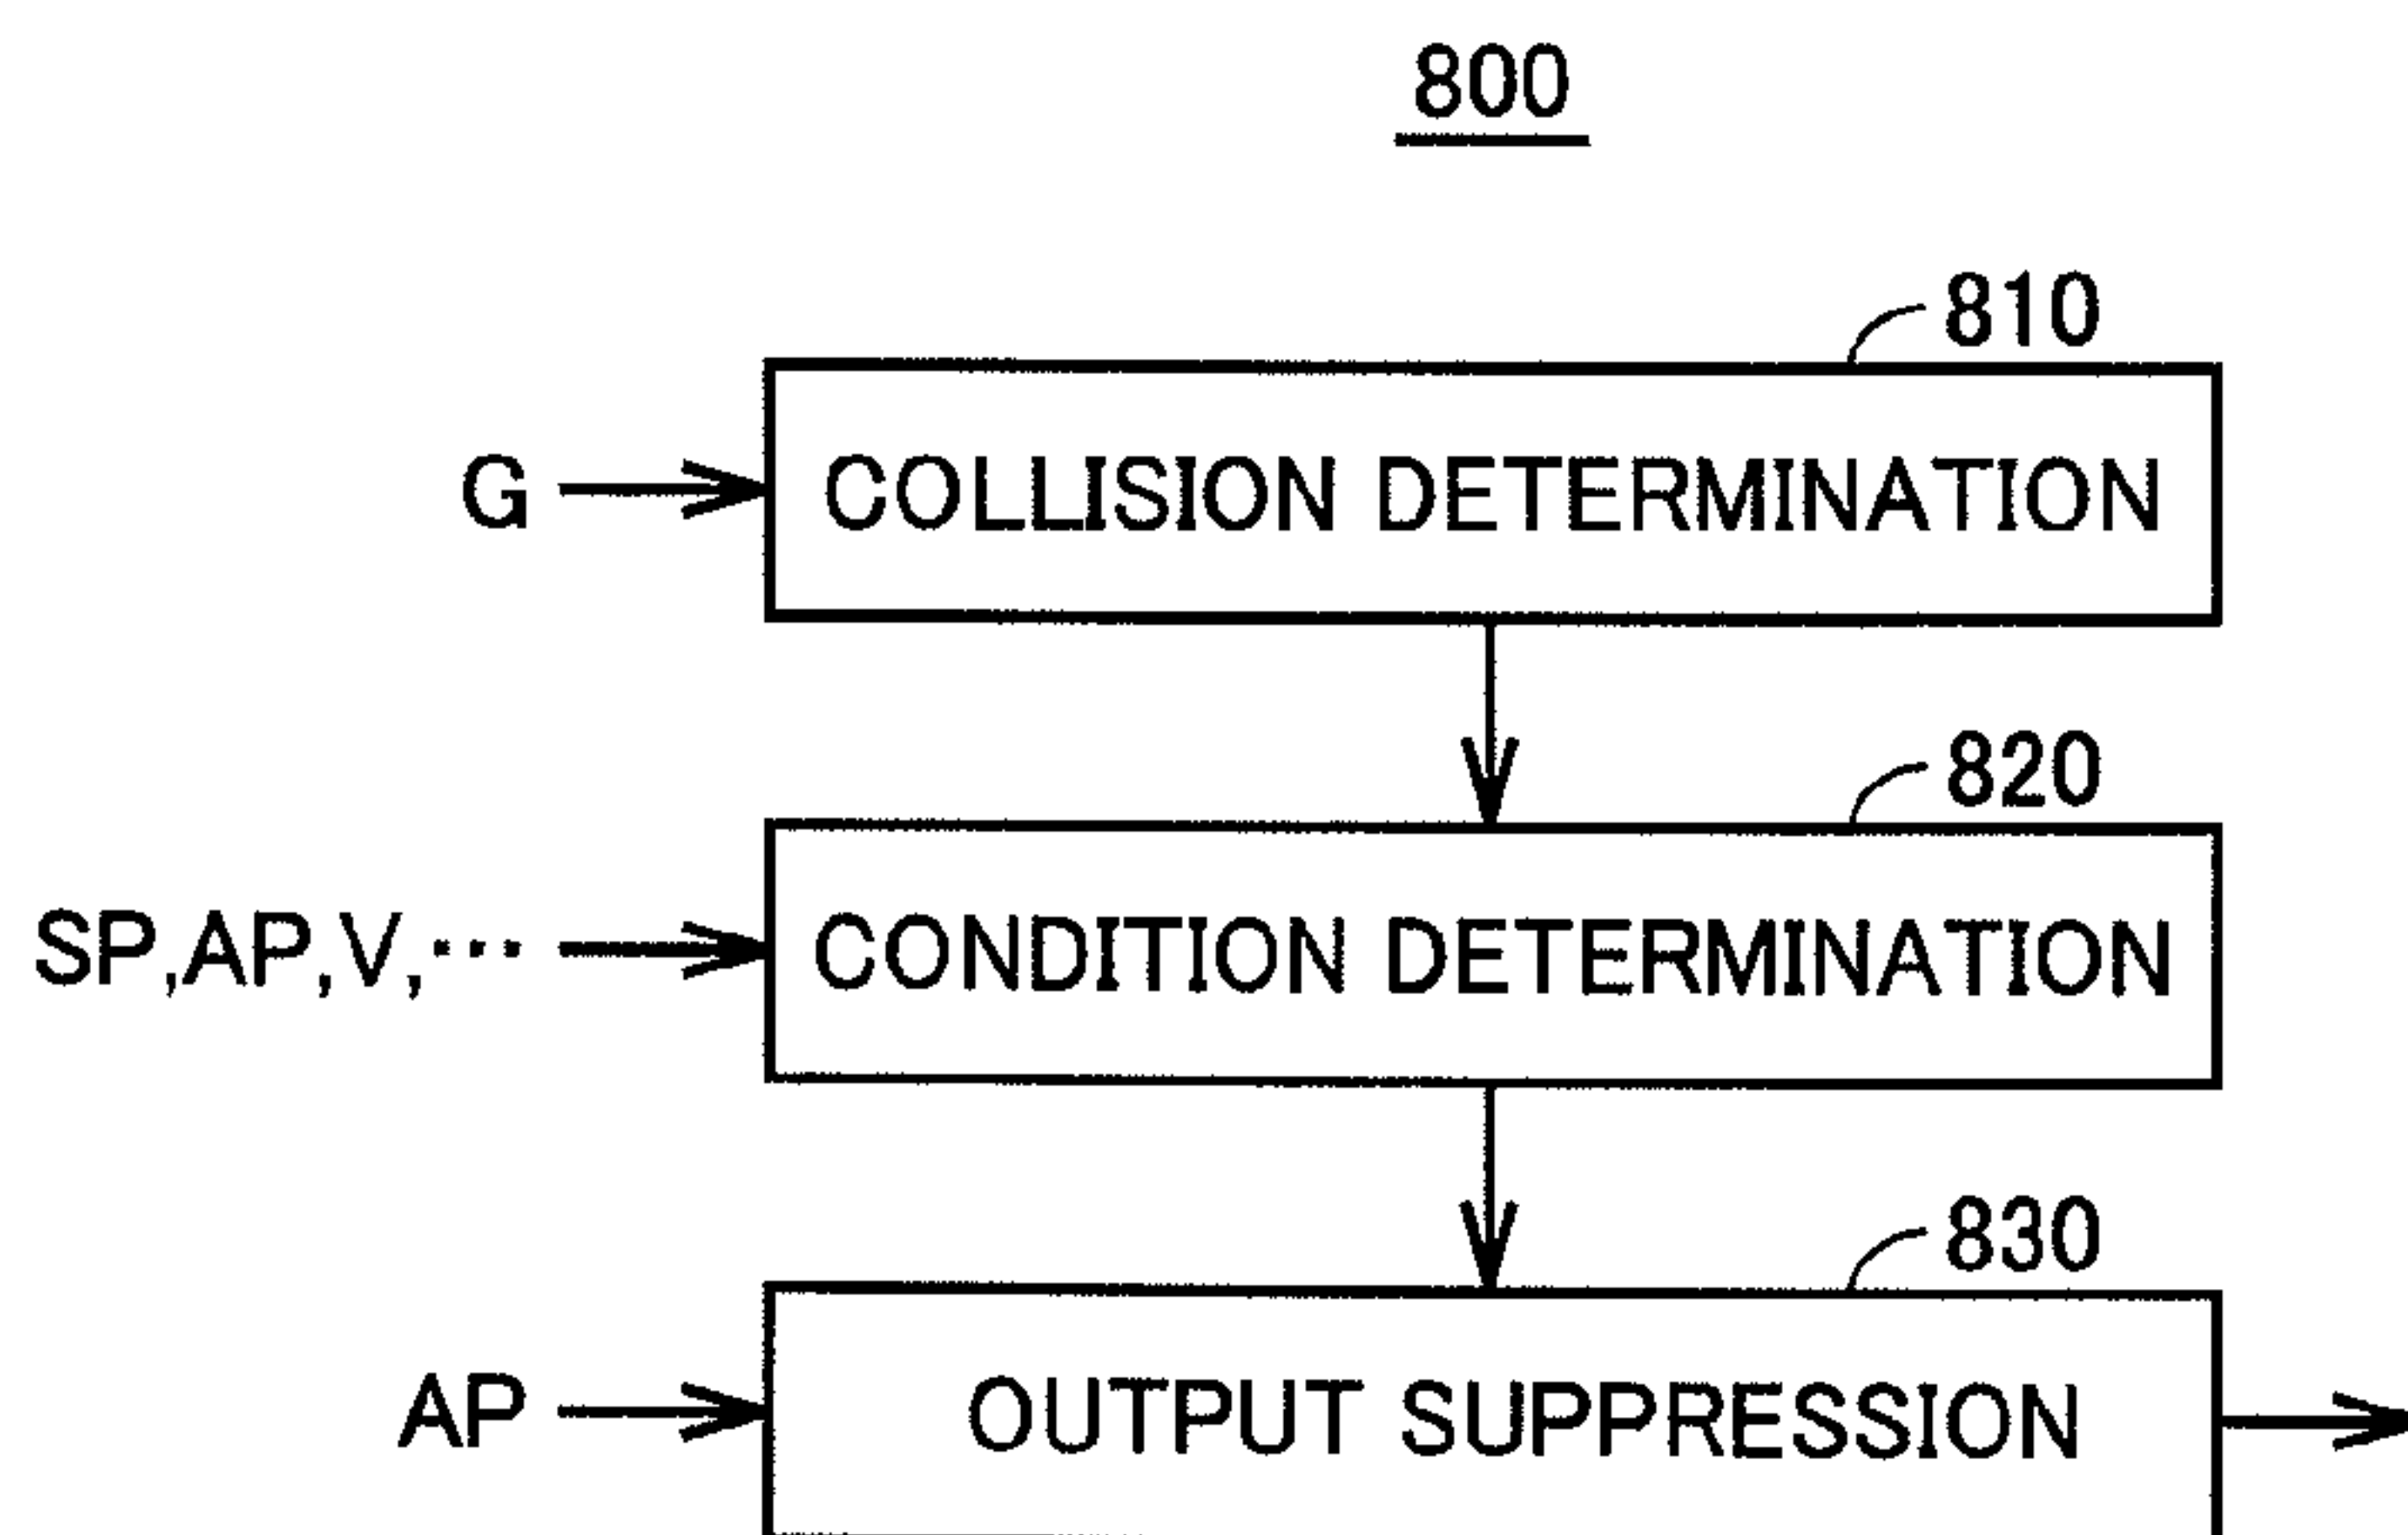 800
810
G COLLISION DETERMINATION
820
SP,AP,V,··· CONDITION DETERMINATION
830
AP OUTPUT SUPPRESSION